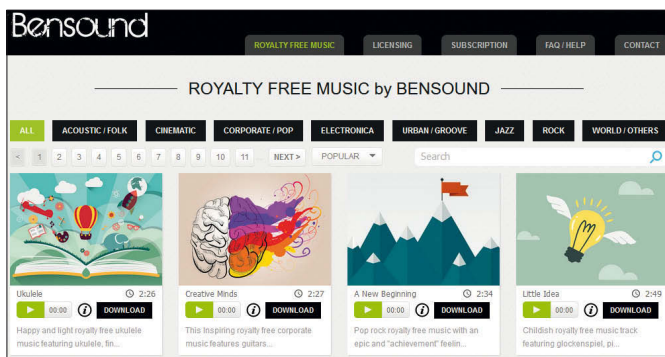 Bensound
ROYALTY FREE MUSIC LICENSING SUBSCRIPTION FAQ / HELP CONTACT
ROYALTY FREE MUSIC by BENSOUND
ALL ACOUSTIC / FOLK CINEMATIC CORPORATE / POP ELECTRONICA URBAN / GROOVE JAZZ ROCK WORLD / OTHERS
< 1 2 3 4 5 6 7 8 9 10 11 ... NEXT > POPULAR Search
Ukulele 2:26
00:00 i DOWNLOAD
Happy and light royalty free ukulele
music featuring ukulele, fin...
Creative Minds 2:27
00:00 i DOWNLOAD
This Inspiring royalty free corporate
music features guitars...
A New Beginning 2:34
00:00 i DOWNLOAD
Pop rock royalty free music with an
epic and "achievement" feelin...
Little Idea 2:49
00:00 i DOWNLOAD
Childish royalty free music track
featuring glockenspiel, pi...